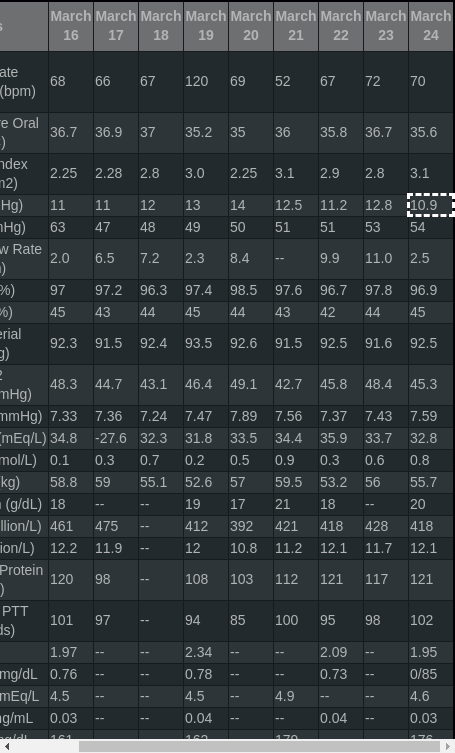 March March March March March March March March March
s 16 17 18 19 20 21 22 23 24
ate
68 66 67 120 69 52 67 72 70
(bpm)
e Oral
36.7 36.9 37 35.2 35 36 35.8 36.7 35.6
)
ndex
2.25 2.28 2.8 3.0 2.25 3.1 2.9 2.8 3.1
m2)
Hg) 11 11 12 13 14 12.5 11.2 12.8 10.9
mHg) 63 47 48 49 50 51 51 53 54
w Rate
2.0 6.5 7.2 2.3 8.4 -- 9.9 11.0 2.5
)
%) 97 97.2 96.3 97.4 98.5 97.6 96.7 97.8 96.9
%) 45 43 44 45 44 43 42 44 45
erial
92.3 91.5 92.4 93.5 92.6 91.5 92.5 91.6 92.5
g)
2
48.3 44.7 43.1 46.4 49.1 42.7 45.8 48.4 45.3
mHg)
mmHg) 7.33 7.36 7.24 7.47 7.89 7.56 7.37 7.43 7.59
(mEq/L) 34.8 -27.6 32.3 31.8 33.5 34.4 35.9 33.7 32.8
mol/L) 0.1 0.3 0.7 0.2 0.5 0.9 0.3 0.6 0.8
kg) 58.8 59 55.1 52.6 57 59.5 53.2 56 55.7
(g/dL) 18 -- -- 19 17 21 18 -- 20
llion/L) 461 475 -- 412 392 421 418 428 418
ion/L) 12.2 11.9 -- 12 10.8 11.2 12.1 11.7 12.1
Protein
120 98 -- 108 103 112 121 117 121
)
PTT
101 97 -- 94 85 100 95 98 102
ds)
1.97 -- -- 2.34 -- -- 2.09 -- 1.95
mg/dL 0.76 -- -- 0.78 -- -- 0.73 -- 0/85
mEq/L 4.5 -- -- 4.5 -- 4.9 -- -- 4.6
g/mL 0.03 -- -- 0.04 -- -- 0.04 -- 0.03